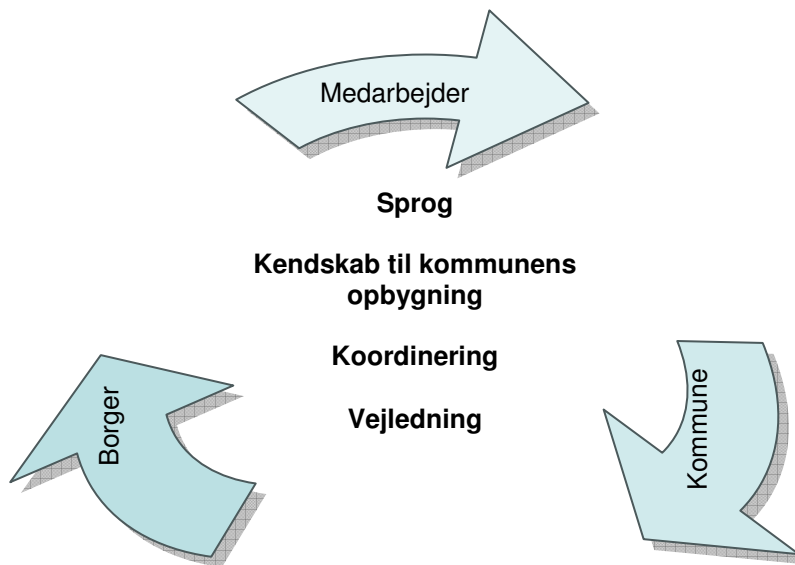 Medarbejder
Sprog
Kendskab til kommunens
opbygning
Koordinering
Vejledning
Borger
Kommune